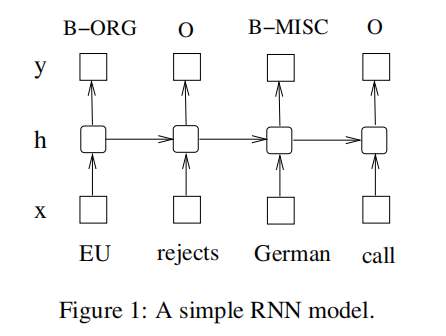 B−ORG O B−MISC O
y
h
x
EU rejects German call
Figure 1: A simple RNN model.